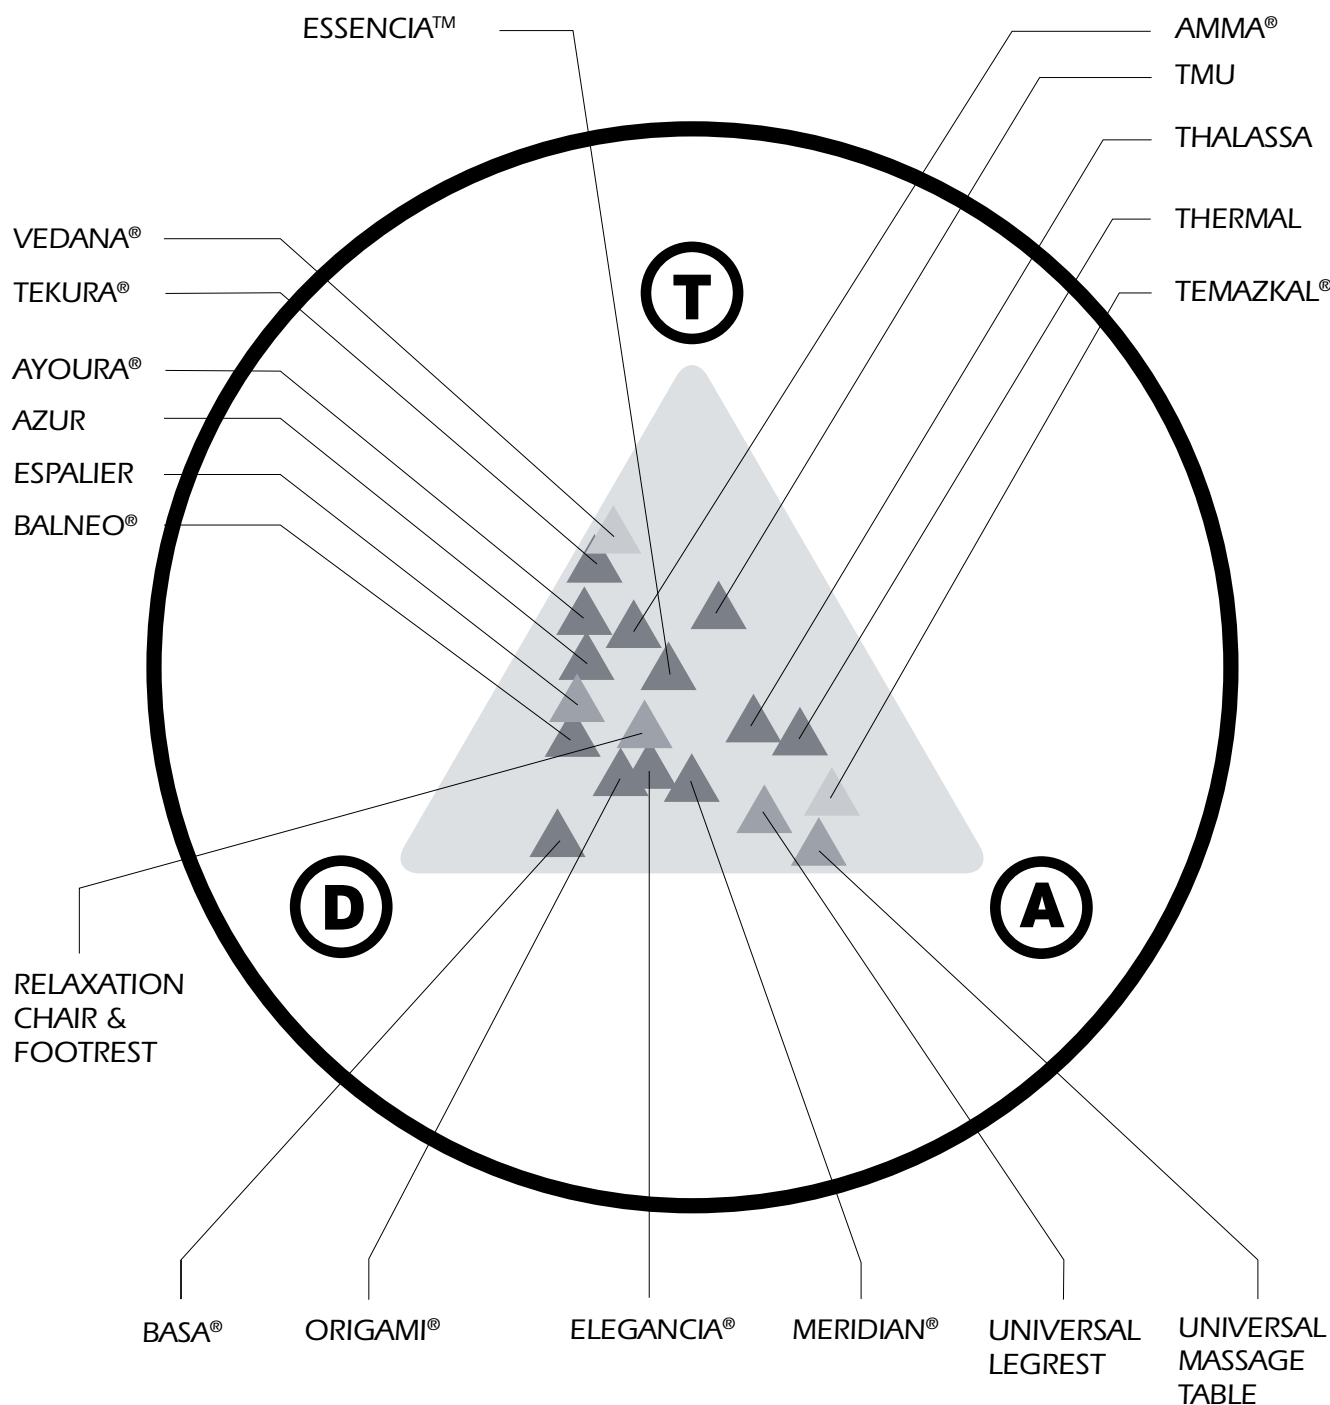 ESSENCIA™
AMMA®
TMU
THALASSA
THERMAL
TEMAZKAL®
VEDANA®
TEKURA®
AYOURA®
AZUR
ESPALIER
BALNEO®
T
D
A
RELAXATION
CHAIR &
FOOTREST
BASA®
ORIGAMI®
ELEGANCIA®
MERIDIAN®
UNIVERSAL
LEGREST
UNIVERSAL
MASSAGE
TABLE